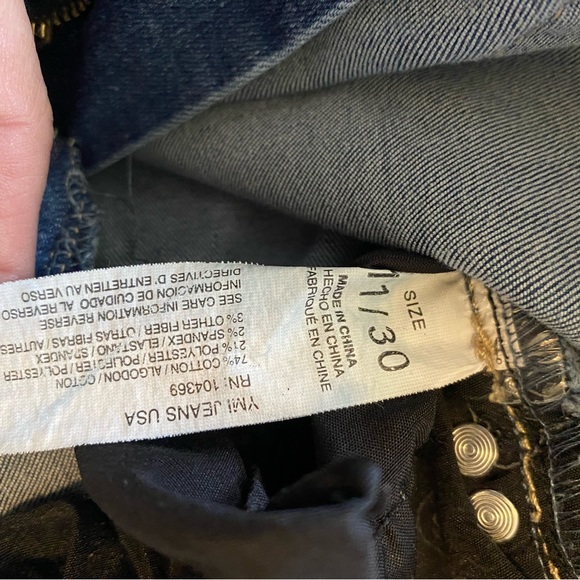 SIZE
11/30
MADE IN CHINA
HECHO EN CHINA
FABRIQUÉ EN CHINE
YMI JEANS USA
RN: 104369
74% COTTON / ALGODON / COTON
21% POLYESTER / POLIESTER / POLYESTER
2% SPANDEX / ELASTANO / SPANDEX
3% OTHER FIBER / OTRAS FIBRAS / AUTRES
SEE CARE INFORMATION REVERSE
INFORMACION DE CUIDADO AL REVERSO
DIRECTIVES D' ENTRETIEN AU VERSO